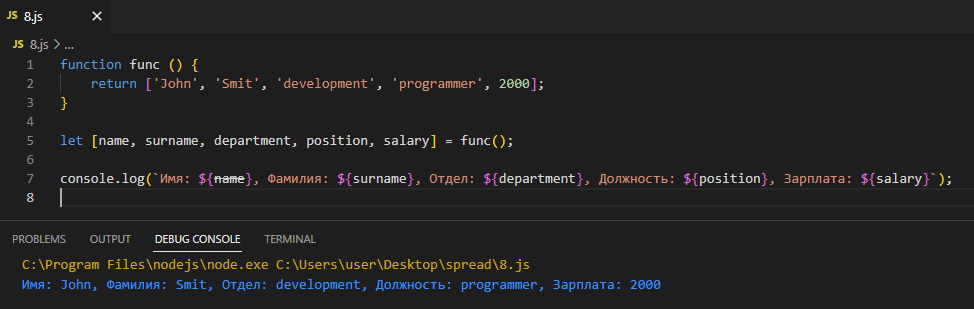 JS 8.js ×
JS 8.js > ...
1 function func () {
2     return ['John', 'Smit', 'development', 'programmer', 2000];
3 }
4
5 let [name, surname, department, position, salary] = func();
6
7 console.log(`Имя: ${name}, Фамилия: ${surname}, Отдел: ${department}, Должность: ${position}, Зарплата: ${salary}`);
8
PROBLEMS OUTPUT DEBUG CONSOLE TERMINAL
C:\Program Files\nodejs\node.exe C:\Users\user\Desktop\spread\8.js
Имя: John, Фамилия: Smit, Отдел: development, Должность: programmer, Зарплата: 2000